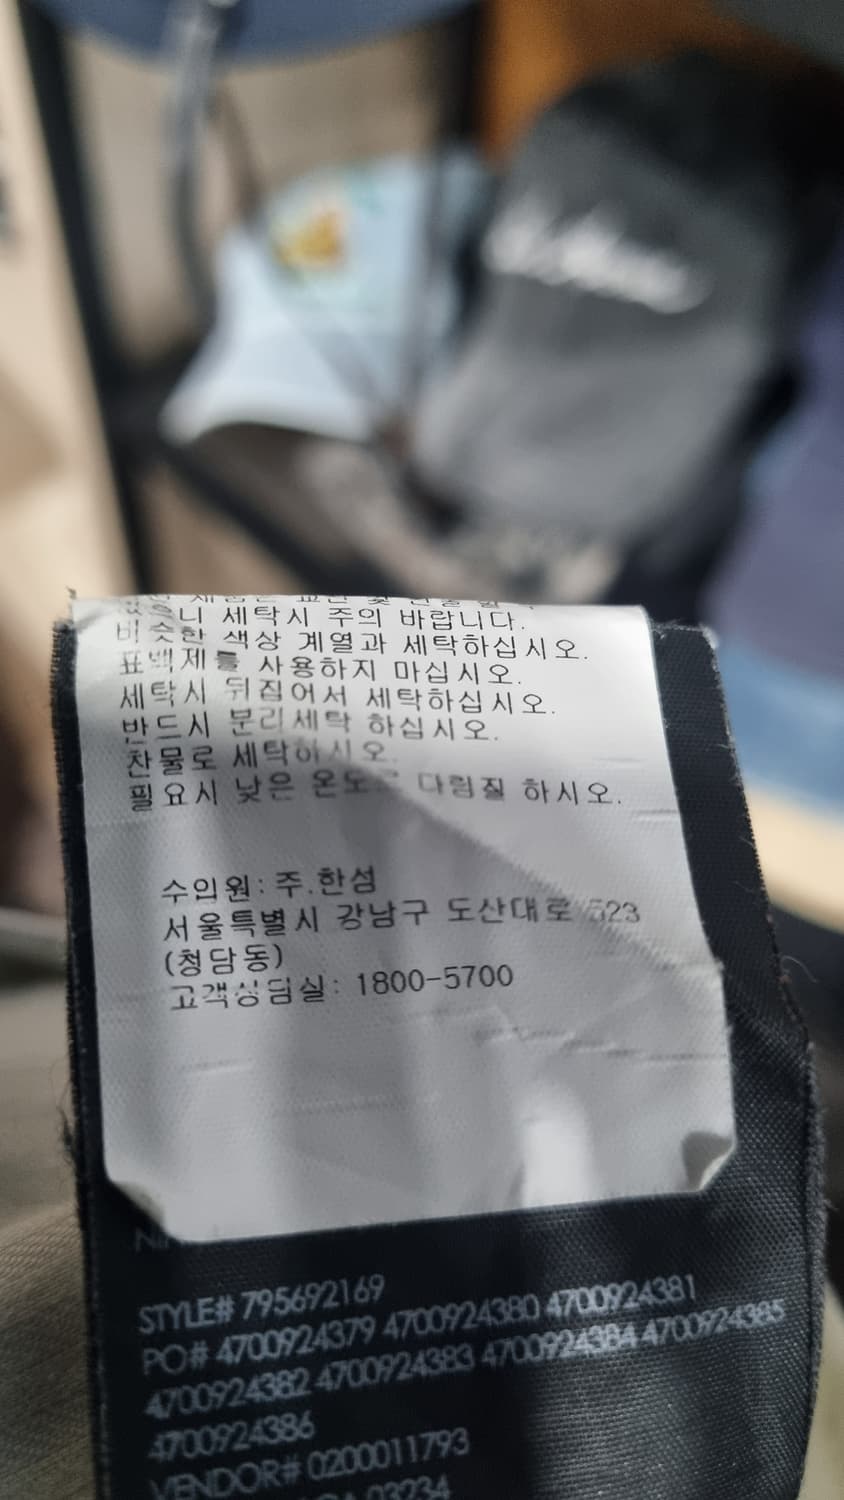 있으니 세탁시 주의 바랍니다.
비슷한 색상 계열과 세탁하십시오.
표백제를 사용하지 마십시오.
세탁시 뒤집어서 세탁하십시오.
반드시 분리세탁 하십시오.
찬물로 세탁하십시오.
필요시 낮은 온도로 다림질 하시오.
수입원: 주.한섬
서울특별시 강남구 도산대로 523
(청담동)
고객상담실: 1800-5700
STYLE# 795692169
PO# 4700924379 4700924380 4700924381
4700924382 4700924383 4700924384 4700924385
4700924386
VENDOR# 0200011793
03234